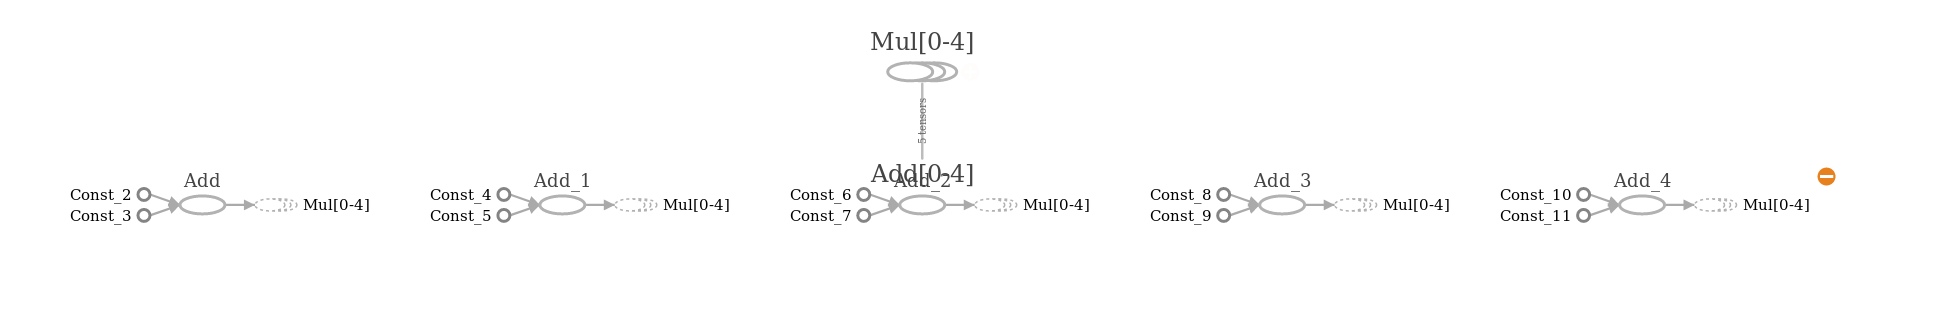 Mul[0-4]
5 tensors
Add[0-4]
Add
Const_2
Const_3
Mul[0-4]
Add_1
Const_4
Const_5
Mul[0-4]
Add_2
Const_6
Const_7
Mul[0-4]
Add_3
Const_8
Const_9
Mul[0-4]
Add_4
Const_10
Const_11
Mul[0-4]